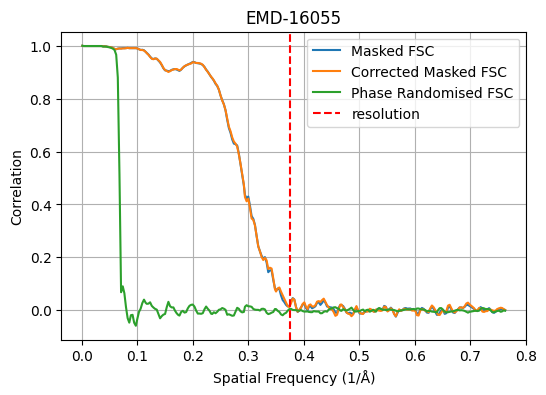 EMD-16055
Masked FSC
Corrected Masked FSC
Phase Randomised FSC
resolution
Correlation
1.0
0.8
0.6
0.4
0.2
0.0
0.0 0.1 0.2 0.3 0.4 0.5 0.6 0.7 0.8
Spatial Frequency (1/Å)